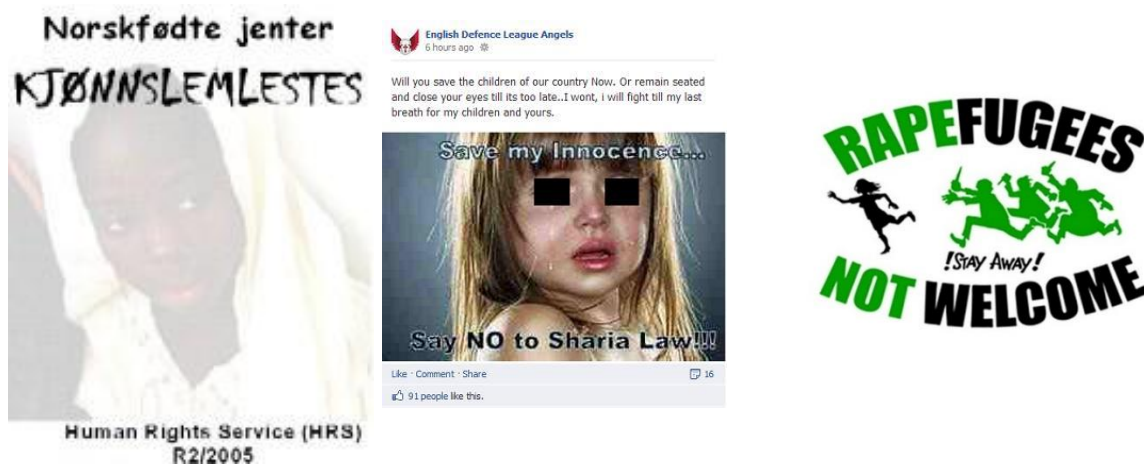 Norskfødte jenter
KJØNNSLEMLESTES
Human Rights Service (HRS)
R2/2005
English Defence League Angels
6 hours ago
Will you save the children of our country Now. Or remain seated
and close your eyes till its too late..I wont, i will fight till my last
breath for my children and yours.
Save my Innocence...
Say NO to Sharia Law!!!
Like · Comment · Share
16
91 people like this.
RAPEFUGEES
!STAY AWAY!
NOT WELCOME